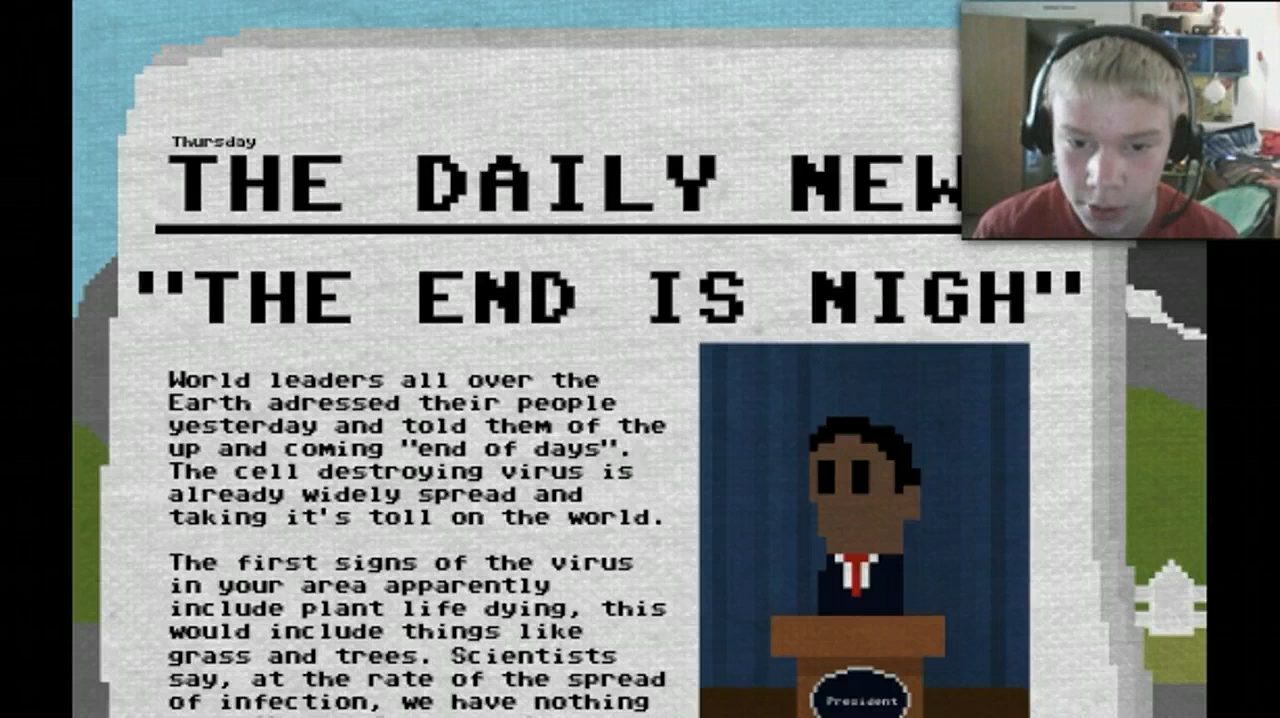 Thursday
THE DAILY NEW
"THE END IS NIGH"
World leaders all over the
Earth adressed their people
yesterday and told them of the
up and coming "end of days".
The cell destroying virus is
already widely spread and
taking it's toll on the world.
The first signs of the virus
in your area apparently
include plant life dying, this
would include things like
grass and trees. Scientists
say, at the rate of the spread
of infection, we have nothing
President